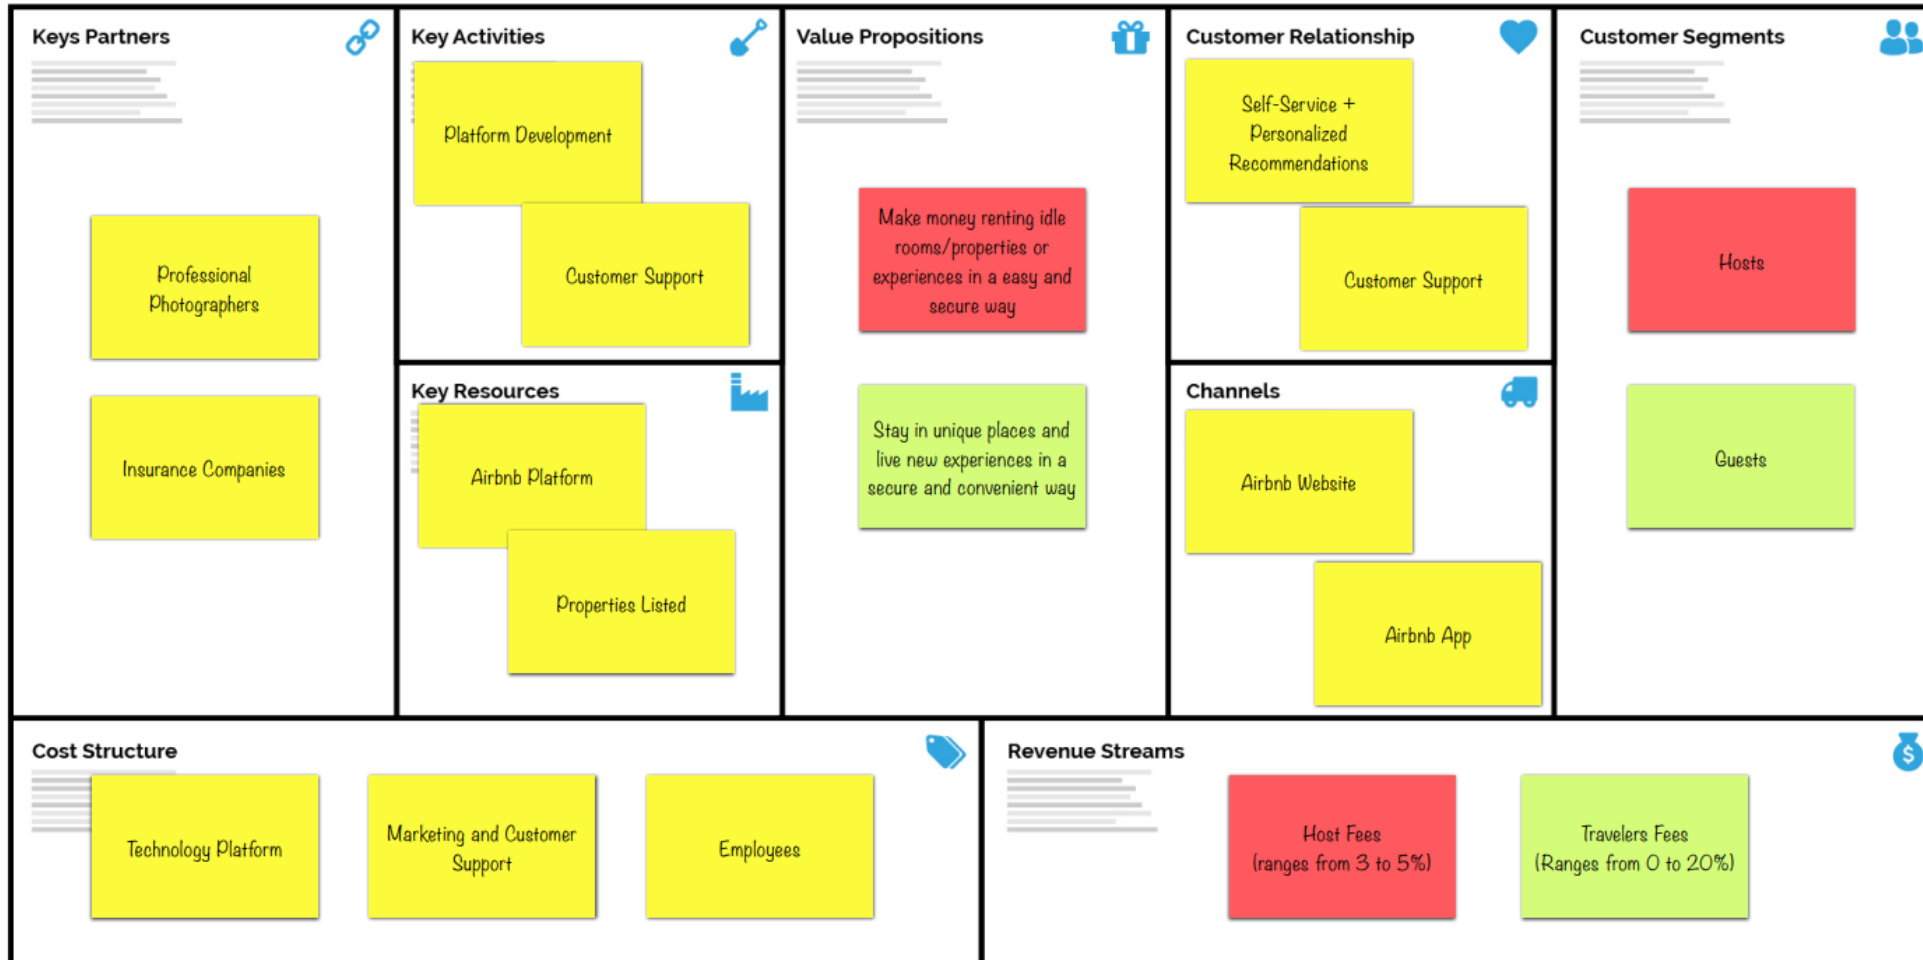 Keys Partners
Professional
Photographers
Insurance Companies
Key Activities
Platform Development
Customer Support
Key Resources
Airbnb Platform
Properties Listed
Value Propositions
Make money renting idle
rooms/properties or
experiences in a easy and
secure way
Stay in unique places and
live new experiences in a
secure and convenient way
Customer Relationship
Self-Service +
Personalized
Recommendations
Customer Support
Channels
Airbnb Website
Airbnb App
Customer Segments
Hosts
Guests
Cost Structure
Technology Platform
Marketing and Customer
Support
Employees
Revenue Streams
Host Fees
(ranges from 3 to 5%)
Travelers Fees
(Ranges from 0 to 20%)
$